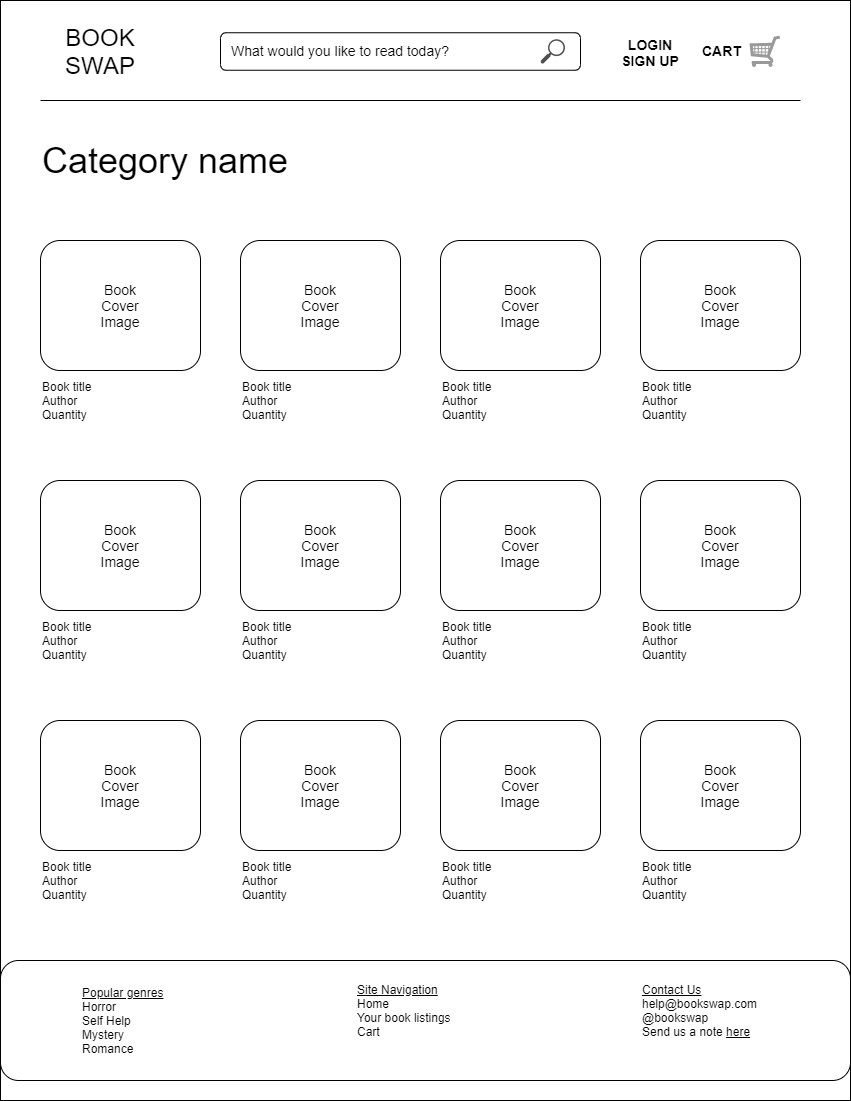 BOOK
SWAP
What would you like to read today?
LOGIN
SIGN UP
CART
Category name
Book
Cover
Image
Book title
Author
Quantity
Book
Cover
Image
Book title
Author
Quantity
Book
Cover
Image
Book title
Author
Quantity
Book
Cover
Image
Book title
Author
Quantity
Book
Cover
Image
Book title
Author
Quantity
Book
Cover
Image
Book title
Author
Quantity
Book
Cover
Image
Book title
Author
Quantity
Book
Cover
Image
Book title
Author
Quantity
Book
Cover
Image
Book title
Author
Quantity
Book
Cover
Image
Book title
Author
Quantity
Book
Cover
Image
Book title
Author
Quantity
Book
Cover
Image
Book title
Author
Quantity
Popular genres
Horror
Self Help
Mystery
Romance
Site Navigation
Home
Your book listings
Cart
Contact Us
help@bookswap.com
@bookswap
Send us a note here